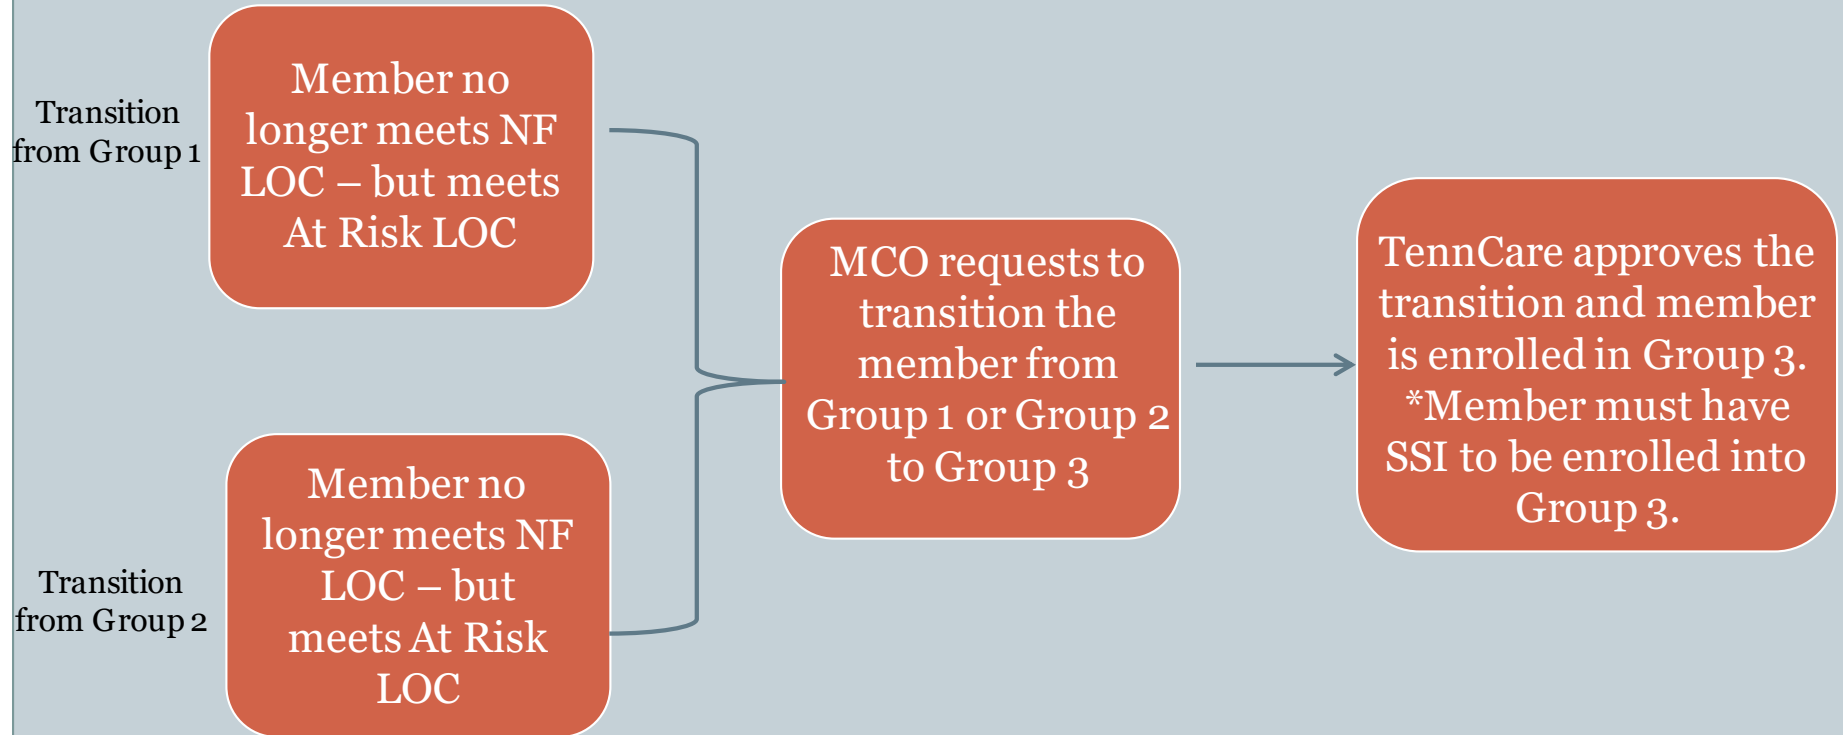 Transition
from Group 1
Member no
longer meets NF
LOC – but meets
At Risk LOC
Transition
from Group 2
Member no
longer meets NF
LOC – but
meets At Risk
LOC
MCO requests to
transition the
member from
Group 1 or Group 2
to Group 3
TennCare approves the
transition and member
is enrolled in Group 3.
*Member must have
SSI to be enrolled into
Group 3.